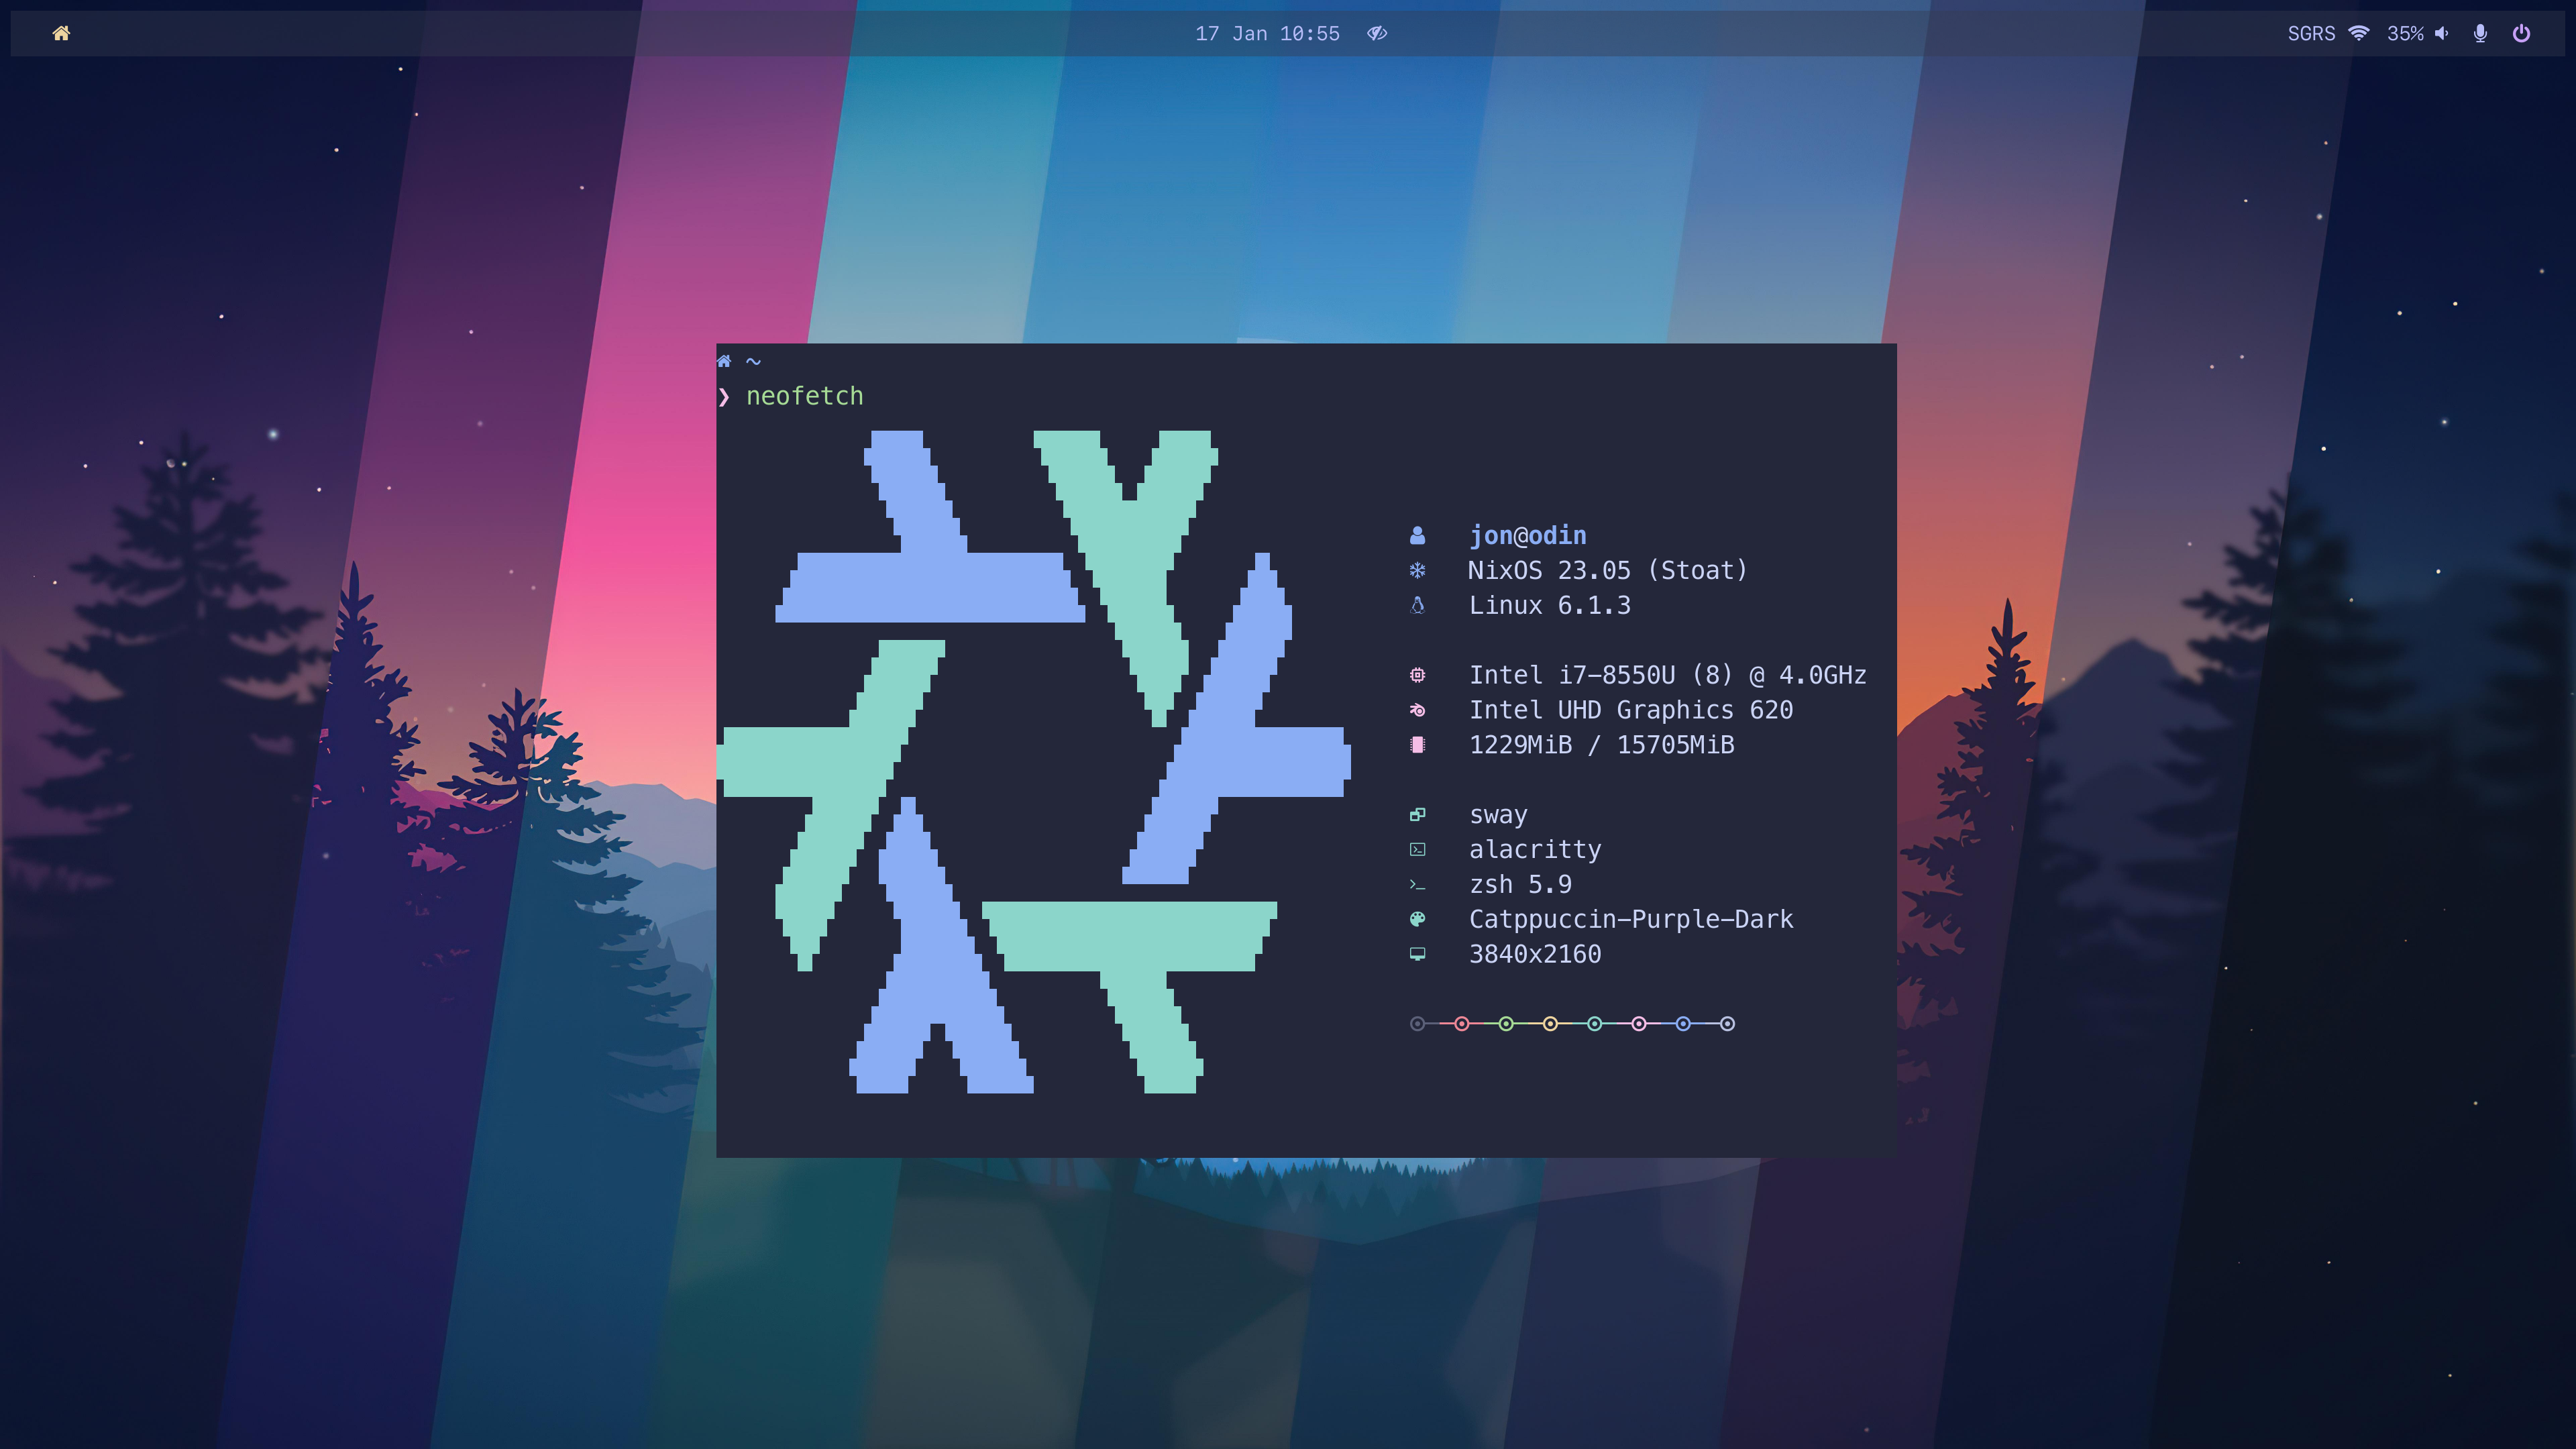 17 Jan 10:55
SGRS 35%
~
❯ neofetch
jon@odin
NixOS 23.05 (Stoat)
Linux 6.1.3
Intel i7-8550U (8) @ 4.0GHz
Intel UHD Graphics 620
1229MiB / 15705MiB
sway
alacritty
zsh 5.9
Catppuccin-Purple-Dark
3840x2160